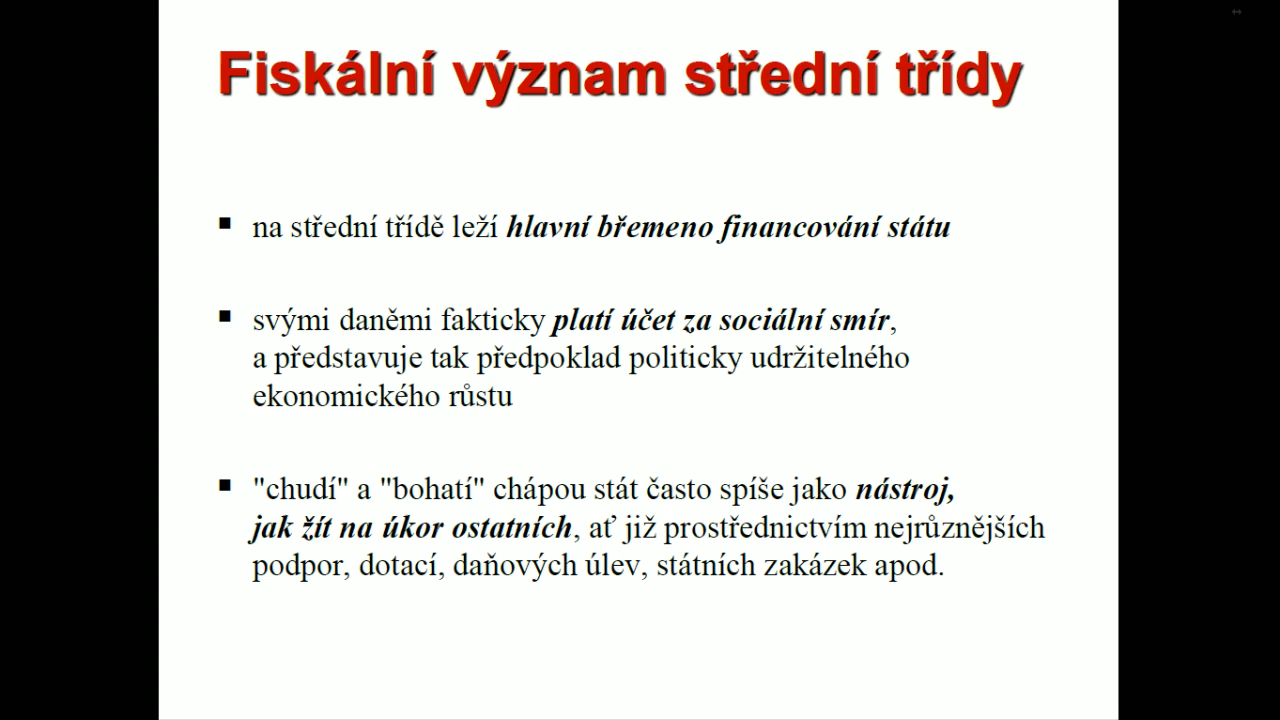 Fiskální význam střední třídy
▪ na střední třídě leží hlavní břemeno financování státu
▪ svými daněmi fakticky platí účet za sociální smír,
a představuje tak předpoklad politicky udržitelného
ekonomického růstu
▪ "chudí" a "bohatí" chápou stát často spíše jako nástroj,
jak žít na úkor ostatních, ať již prostřednictvím nejrůznějších
podpor, dotací, daňových úlev, státních zakázek apod.